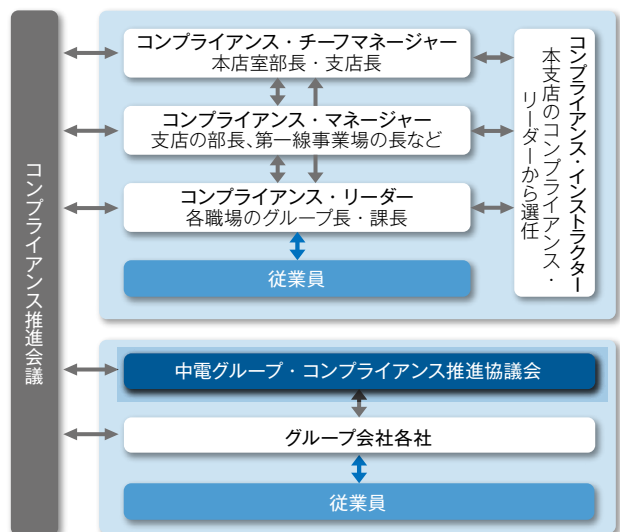 コンプライアンス推進会議
コンプライアンス・チーフマネージャー
本店室部長・支店長
コンプライアンス・マネージャー
支店の部長、第一線事業場の長など
コンプライアンス・リーダー
各職場のグループ長・課長
従業員
コンプライアンス・インストラクター
本支店のコンプライアンス・
リーダーから選任
中電グループ・コンプライアンス推進協議会
グループ会社各社
従業員